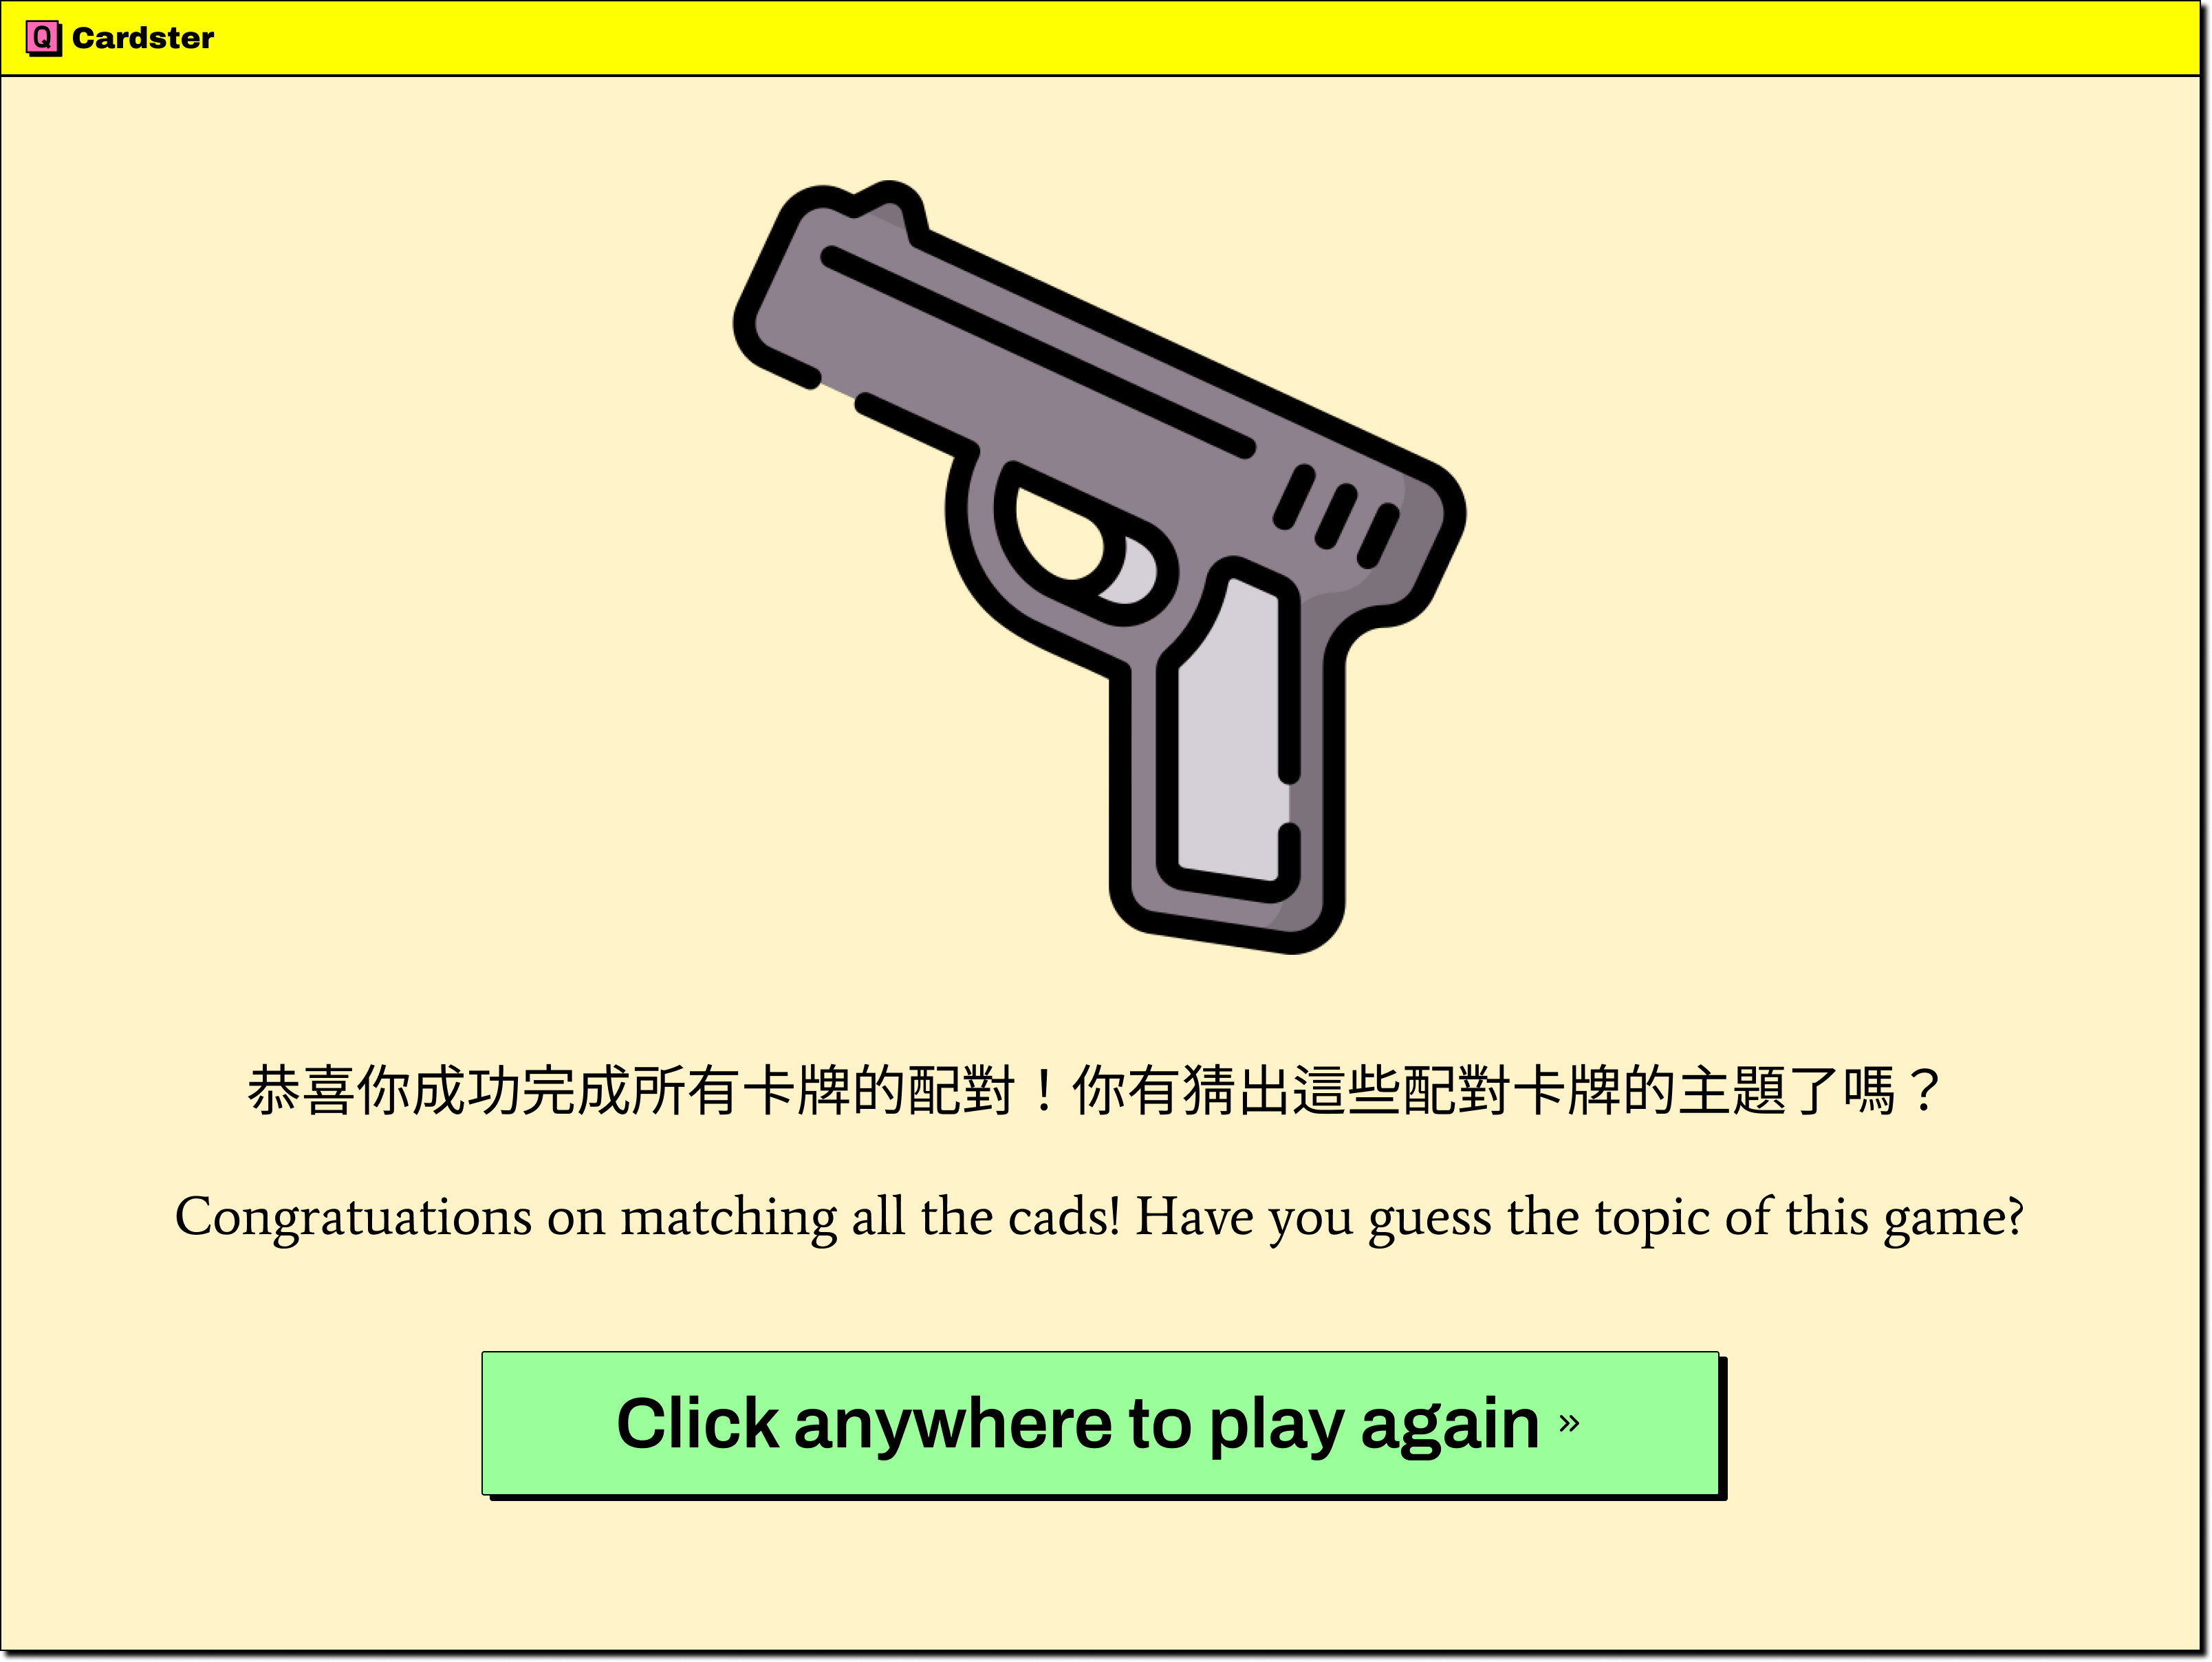 Q Cardster
恭喜你成功完成所有卡牌的配對！你有猜出這些配對卡牌的主題了嗎？
Congratuations on matching all the cads! Have you guess the topic of this game?
Click anywhere to play again »